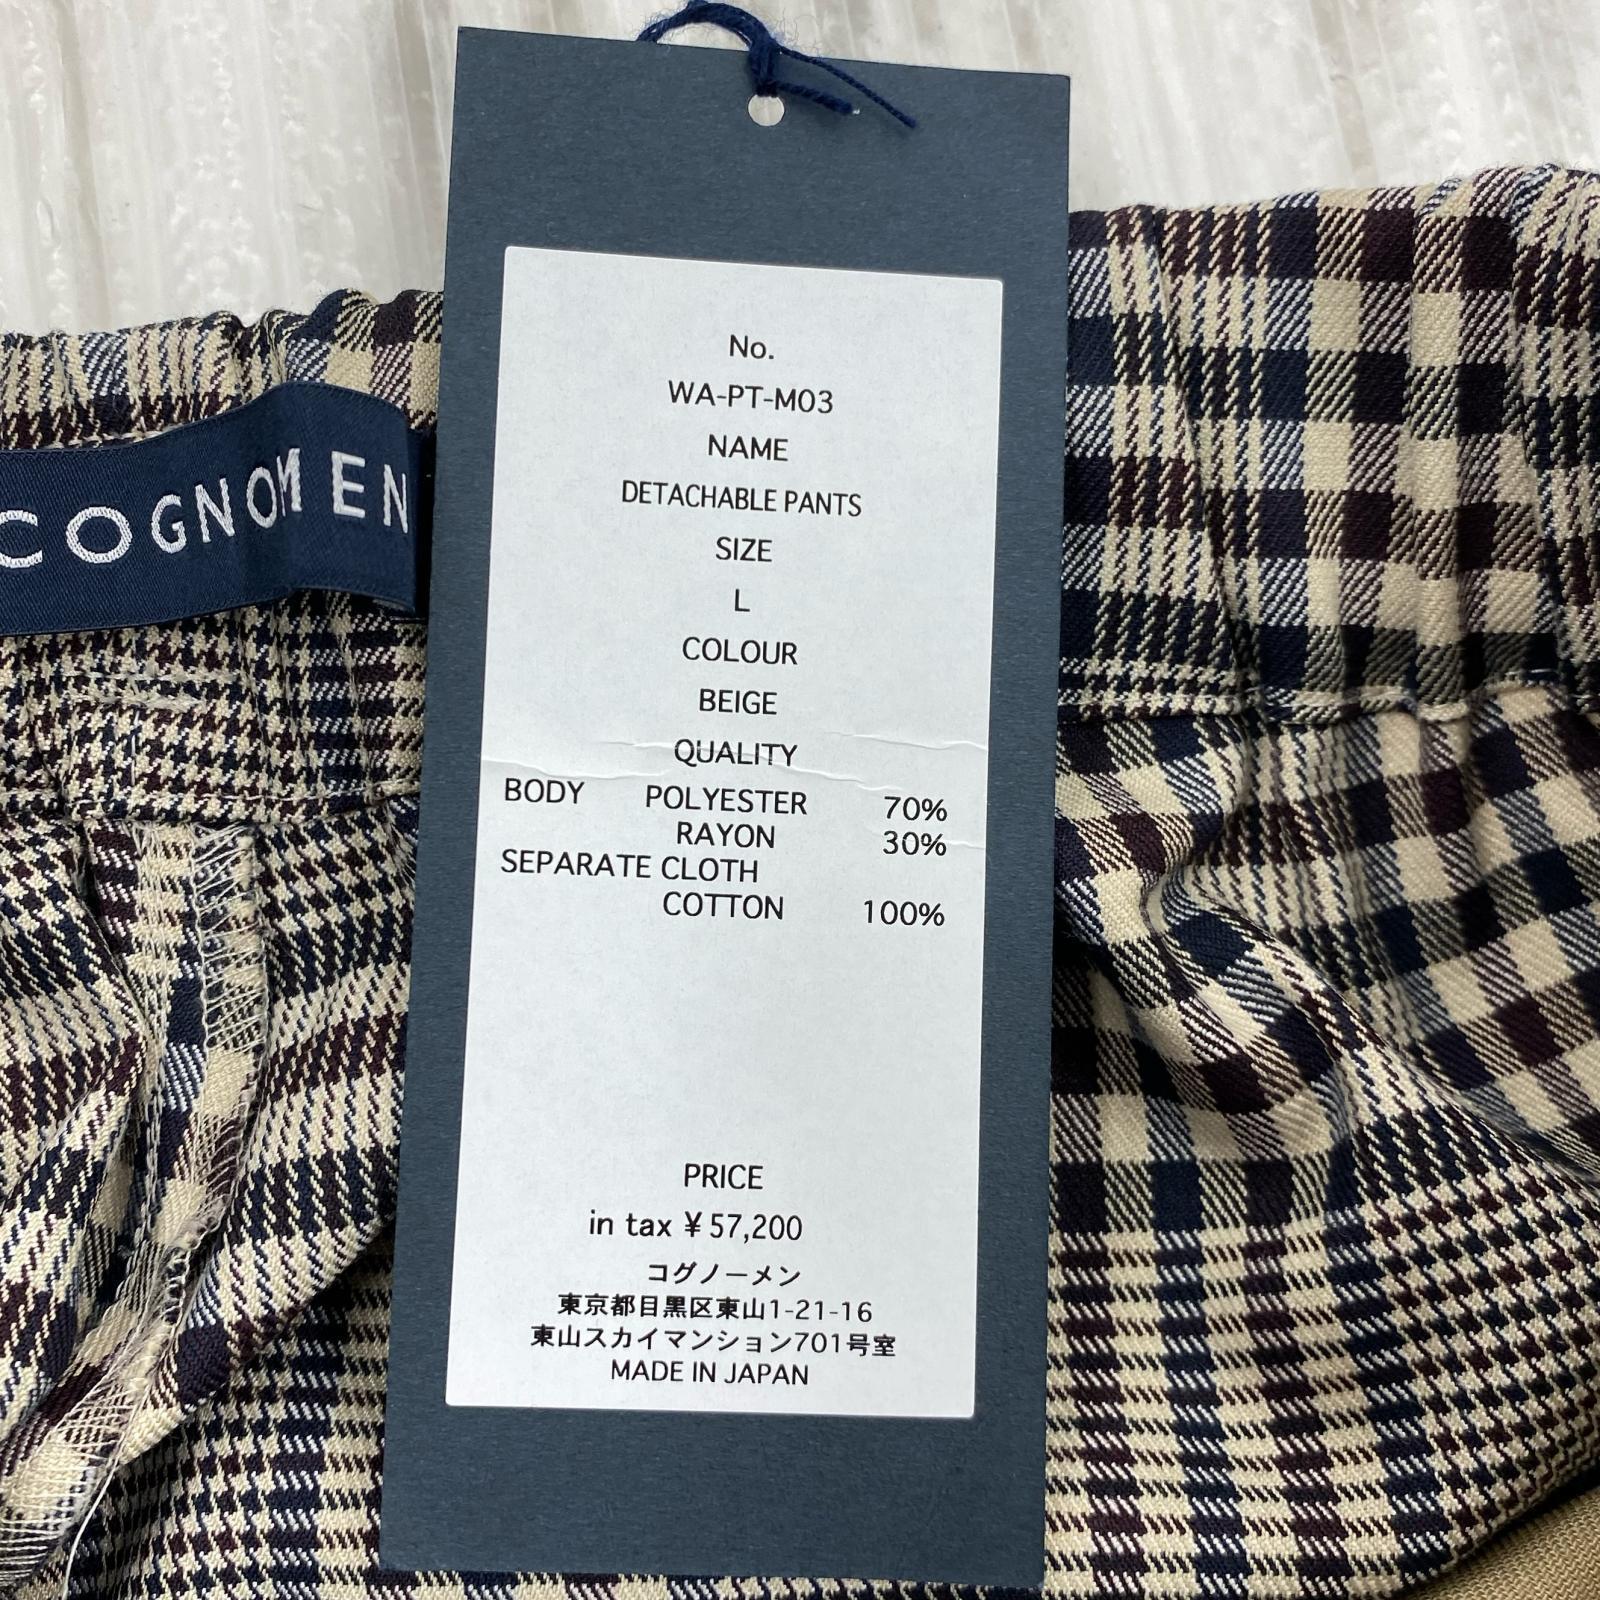 COGNOMEN
No.
WA-PT-M03
NAME
DETACHABLE PANTS
SIZE
L
COLOUR
BEIGE
QUALITY
BODY POLYESTER 70%
RAYON 30%
SEPARATE CLOTH
COTTON 100%
PRICE
in tax ¥57,200
コグノーメン
東京都目黒区東山1-21-16
東山スカイマンション701号室
MADE IN JAPAN